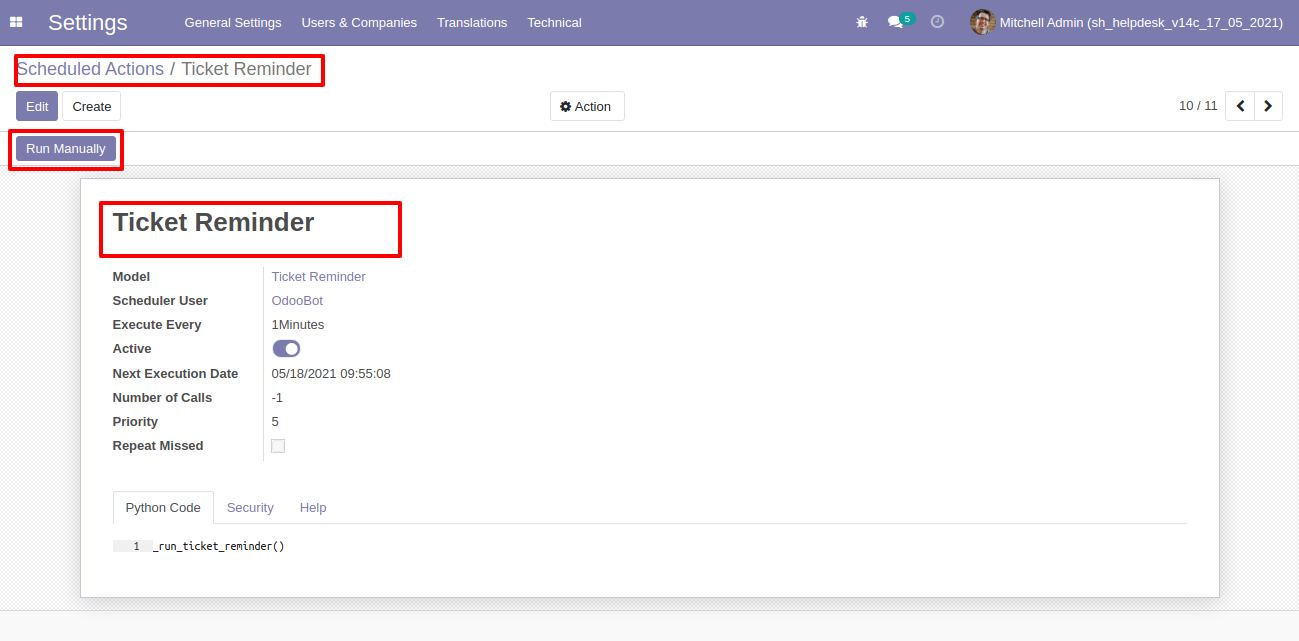 Settings General Settings Users & Companies Translations Technical 5 Mitchell Admin (sh_helpdesk_v14c_17_05_2021)
Scheduled Actions / Ticket Reminder
Edit Create Action 10 / 11
Run Manually
Ticket Reminder
Model Ticket Reminder
Scheduler User OdooBot
Execute Every 1Minutes
Active
Next Execution Date 05/18/2021 09:55:08
Number of Calls -1
Priority 5
Repeat Missed
Python Code Security Help
1 _run_ticket_reminder()